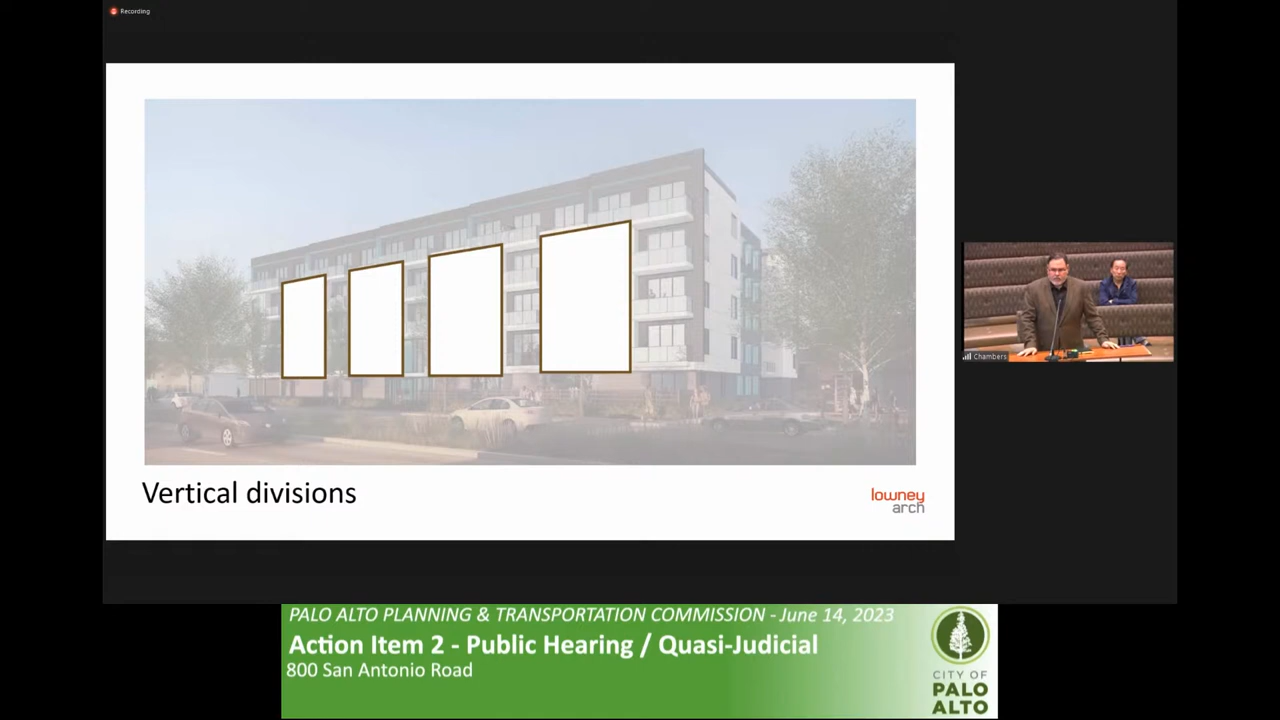 Recording
Vertical divisions
lowney
arch
Chambers
PALO ALTO PLANNING & TRANSPORTATION COMMISSION - June 14, 2023
Action Item 2 - Public Hearing / Quasi-Judicial
800 San Antonio Road
CITY OF
PALO
ALTO